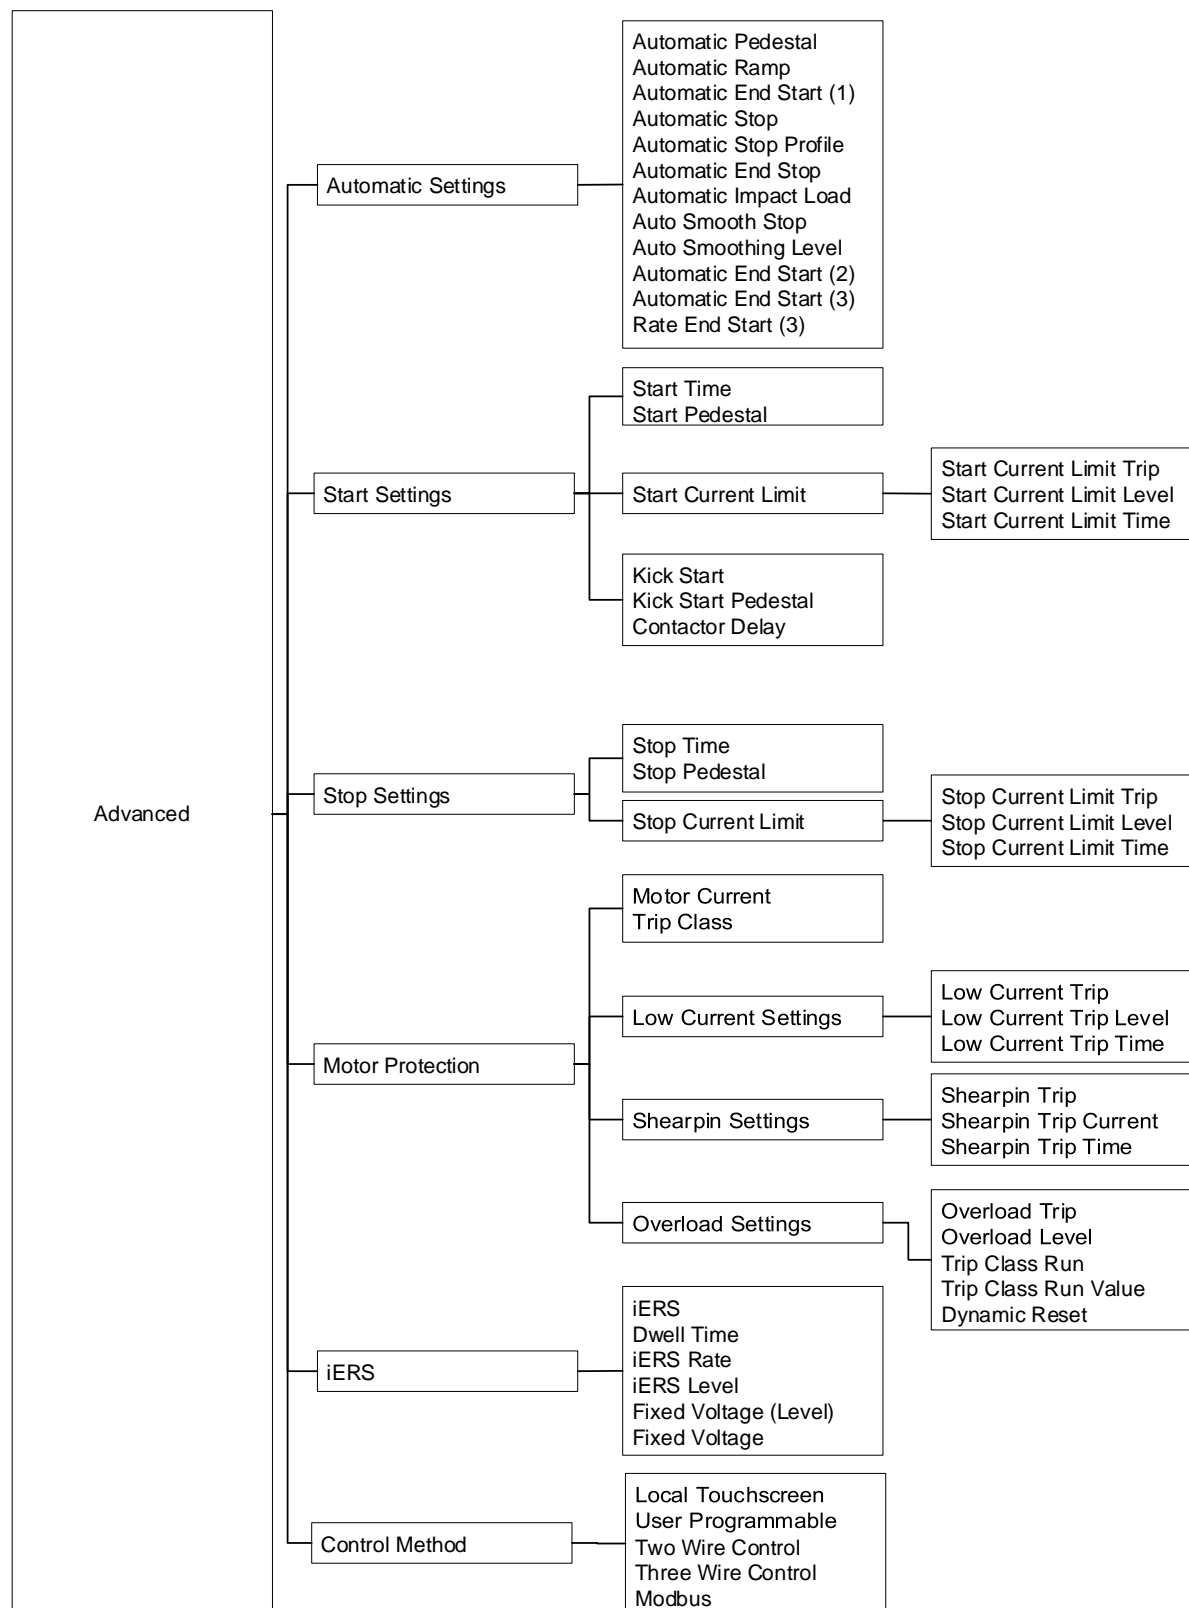 Advanced
Automatic Settings
Automatic Pedestal
Automatic Ramp
Automatic End Start (1)
Automatic Stop
Automatic Stop Profile
Automatic End Stop
Automatic Impact Load
Auto Smooth Stop
Auto Smoothing Level
Automatic End Start (2)
Automatic End Start (3)
Rate End Start (3)
Start Settings
Start Time
Start Pedestal
Start Current Limit
Start Current Limit Trip
Start Current Limit Level
Start Current Limit Time
Kick Start
Kick Start Pedestal
Contactor Delay
Stop Settings
Stop Time
Stop Pedestal
Stop Current Limit
Stop Current Limit Trip
Stop Current Limit Level
Stop Current Limit Time
Motor Protection
Motor Current
Trip Class
Low Current Settings
Low Current Trip
Low Current Trip Level
Low Current Trip Time
Shearpin Settings
Shearpin Trip
Shearpin Trip Current
Shearpin Trip Time
Overload Settings
Overload Trip
Overload Level
Trip Class Run
Trip Class Run Value
Dynamic Reset
iERS
iERS
Dwell Time
iERS Rate
iERS Level
Fixed Voltage (Level)
Fixed Voltage
Control Method
Local Touchscreen
User Programmable
Two Wire Control
Three Wire Control
Modbus